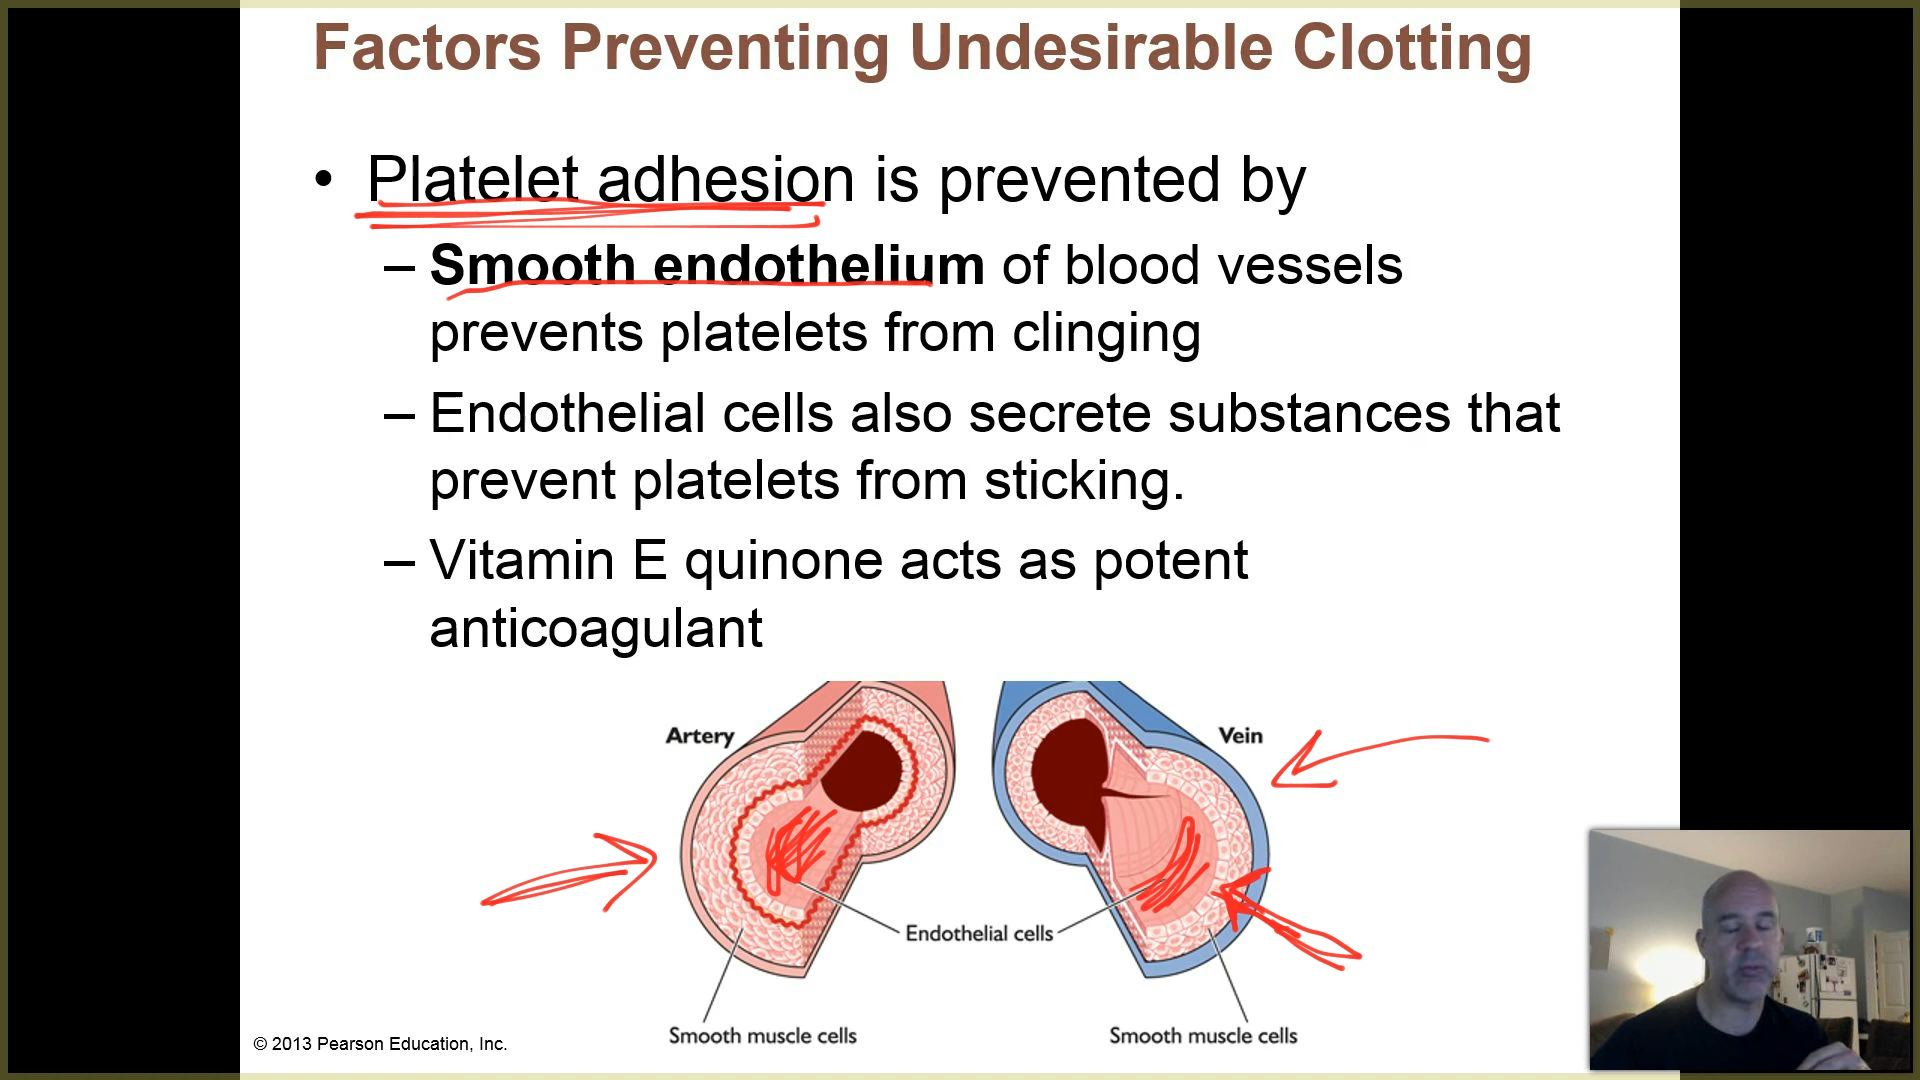 Factors Preventing Undesirable Clotting
• Platelet adhesion is prevented by
– Smooth endothelium of blood vessels
prevents platelets from clinging
– Endothelial cells also secrete substances that
prevent platelets from sticking.
– Vitamin E quinone acts as potent
anticoagulant
Artery
Vein
Endothelial cells
Smooth muscle cells
Smooth muscle cells
© 2013 Pearson Education, Inc.